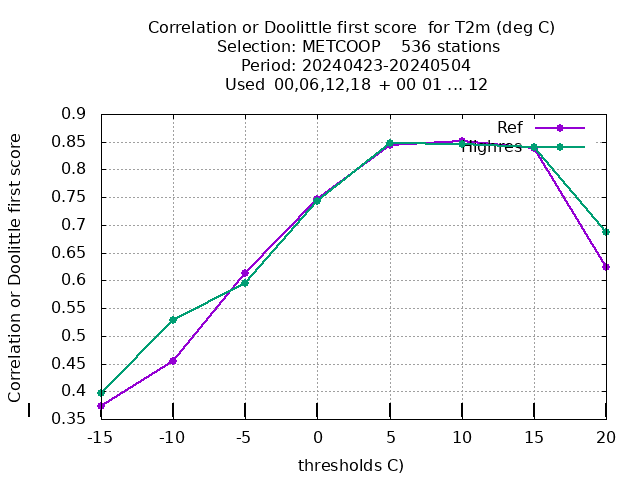 Correlation or Doolittle first score  for T2m (deg C)
Selection: METCOOP    536 stations
Period: 20240423-20240504
Used  00,06,12,18 + 00 01 ... 12
Correlation or Doolittle first score
0.9
0.85
0.8
0.75
0.7
0.65
0.6
0.55
0.5
0.45
0.4
0.35
Ref
Highres
-15 -10 -5 0 5 10 15 20
thresholds C)